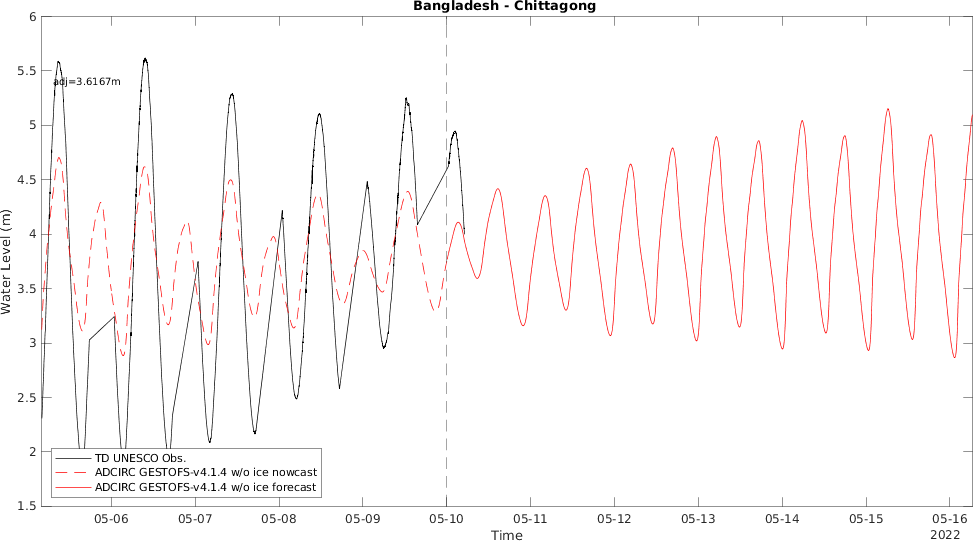 Bangladesh - Chittagong
6
5.5
5
4.5
4
3.5
3
2.5
2
1.5
Water Level (m)
adj=3.6167m
TD UNESCO Obs.
ADCIRC GESTOFS-v4.1.4 w/o ice nowcast
ADCIRC GESTOFS-v4.1.4 w/o ice forecast
05-06 05-07 05-08 05-09 05-10 05-11 05-12 05-13 05-14 05-15 05-16
Time
2022